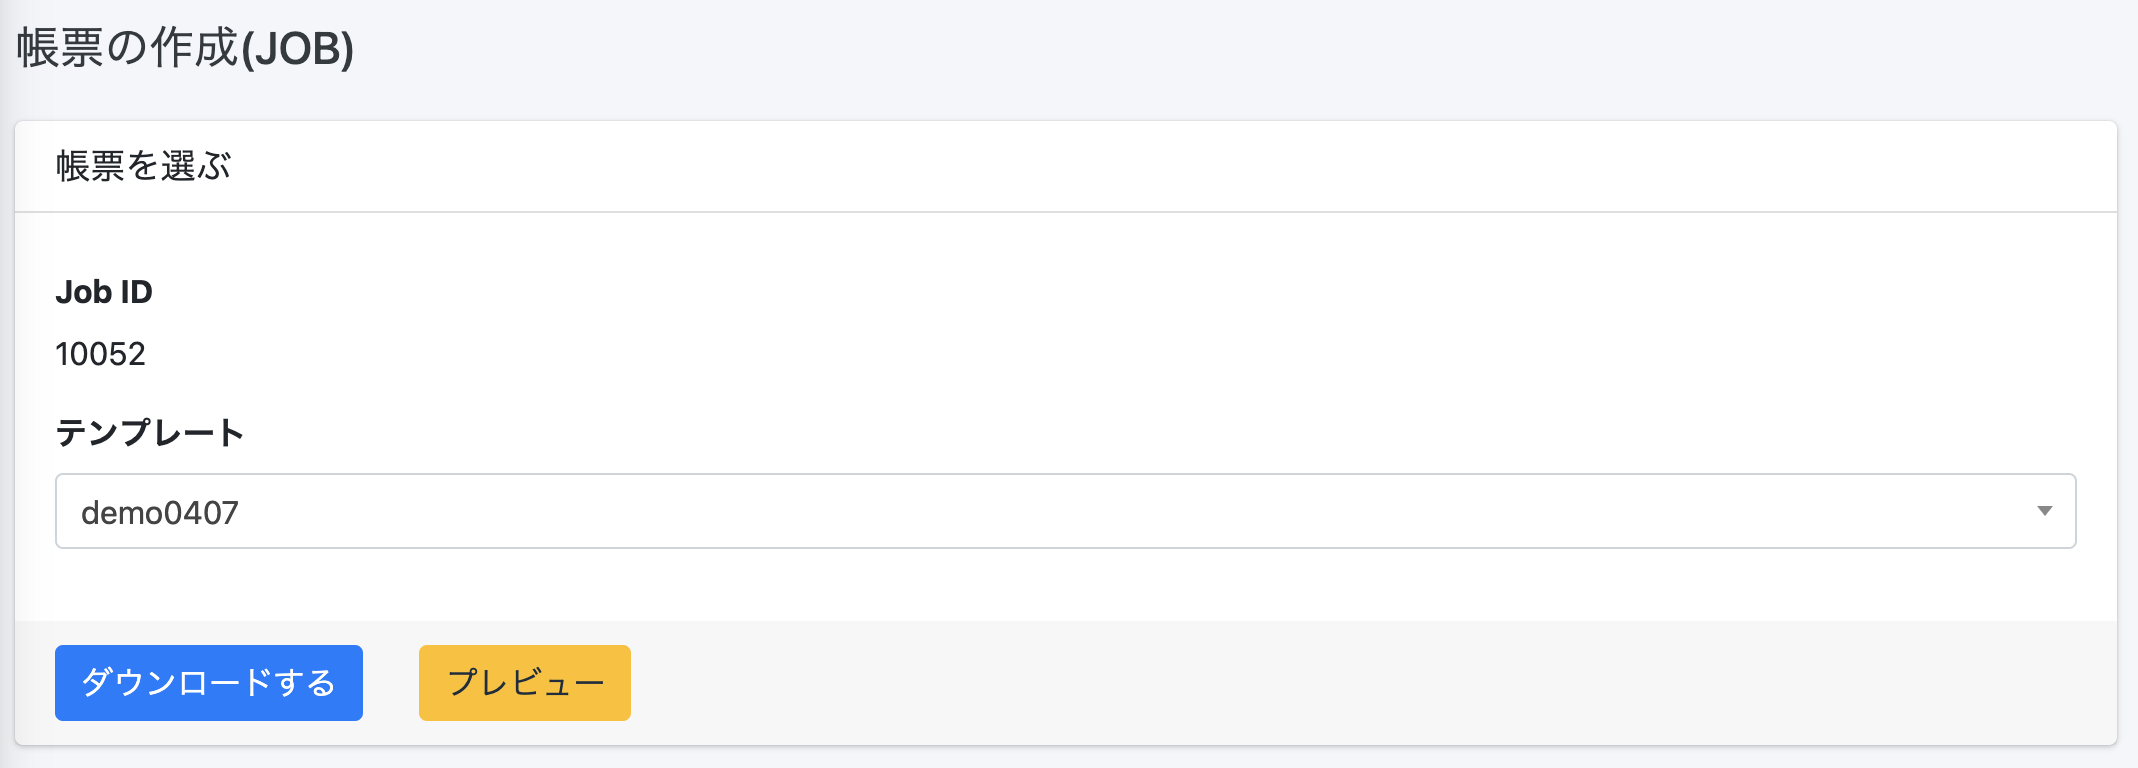 帳票の作成(JOB)
帳票を選ぶ
Job ID
10052
テンプレート
demo0407
ダウンロードする
プレビュー